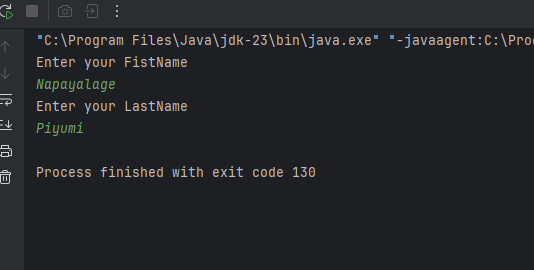 "C:\Program Files\Java\jdk-23\bin\java.exe" "-javaagent:C:\Pro
Enter your FistName
Napayalage
Enter your LastName
Piyumi
Process finished with exit code 130